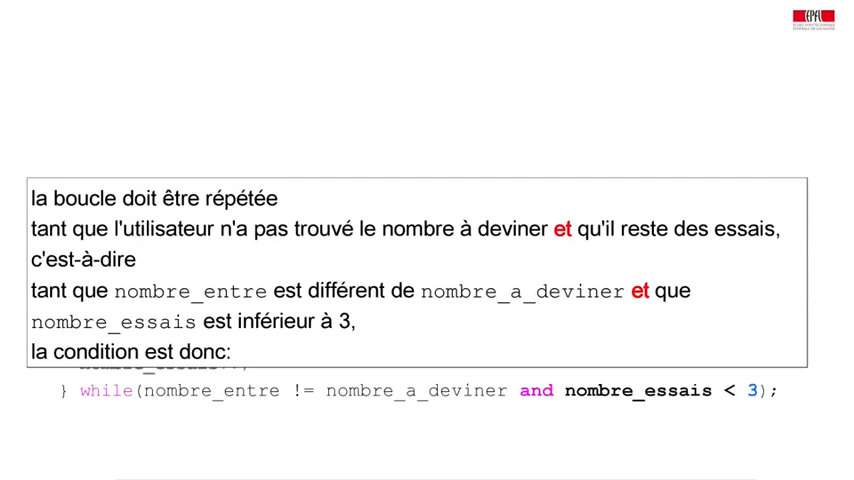 EPFL
la boucle doit être répétée
tant que l'utilisateur n'a pas trouvé le nombre à deviner et qu'il reste des essais,
c'est-à-dire
tant que nombre_entre est différent de nombre_a_deviner et que
nombre_essais est inférieur à 3,
la condition est donc:
} while(nombre_entre != nombre_a_deviner and nombre_essais < 3);